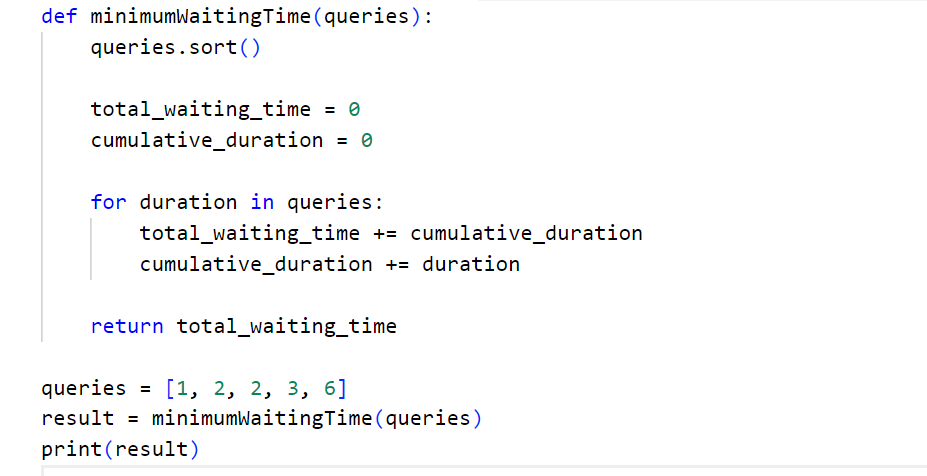 def minimumWaitingTime(queries):
    queries.sort()

    total_waiting_time = 0
    cumulative_duration = 0

    for duration in queries:
        total_waiting_time += cumulative_duration
        cumulative_duration += duration

    return total_waiting_time

queries = [1, 2, 2, 3, 6]
result = minimumWaitingTime(queries)
print(result)